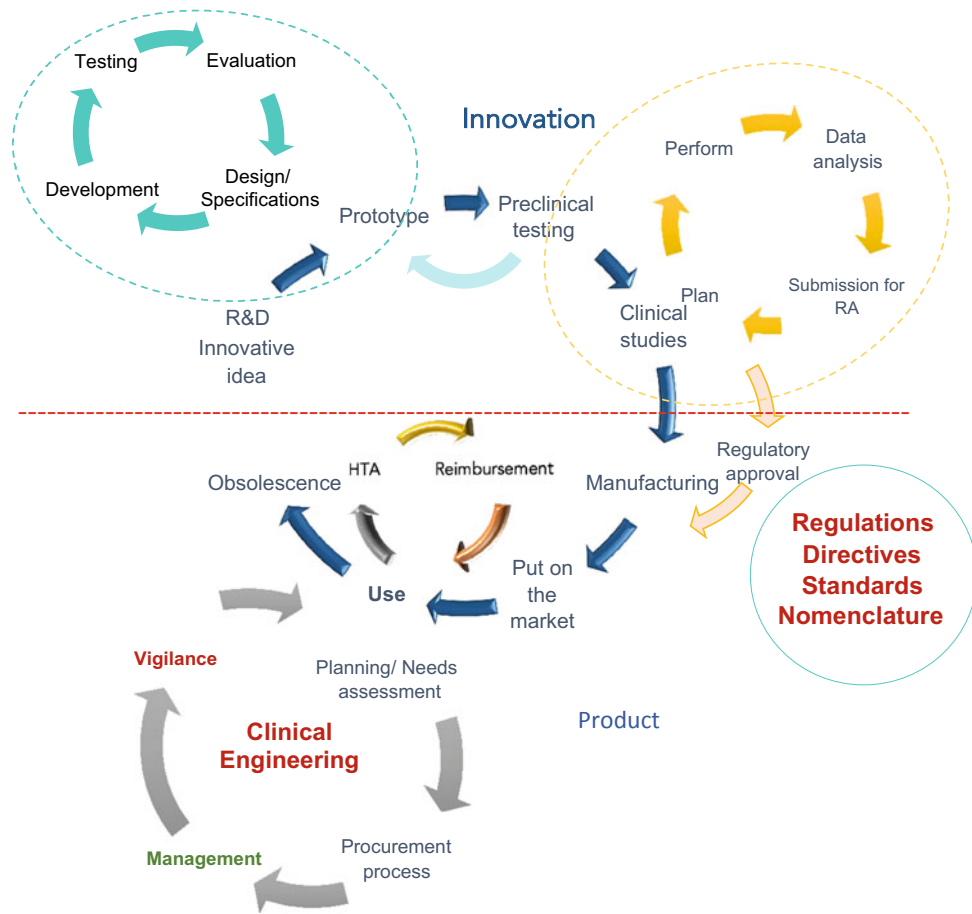 Testing
Evaluation
Development
Design/
Specifications
Innovation
Perform
Data
analysis
Prototype
Preclinical
testing
Plan
Submission for
RA
Clinical
studies
R&D
Innovative
idea
Obsolescence
HTA
Reimbursement
Manufacturing
Regulatory
approval
Regulations
Directives
Standards
Nomenclature
Use
Put on
the
market
Vigilance
Planning/ Needs
assessment
Clinical
Engineering
Product
Management
Procurement
process